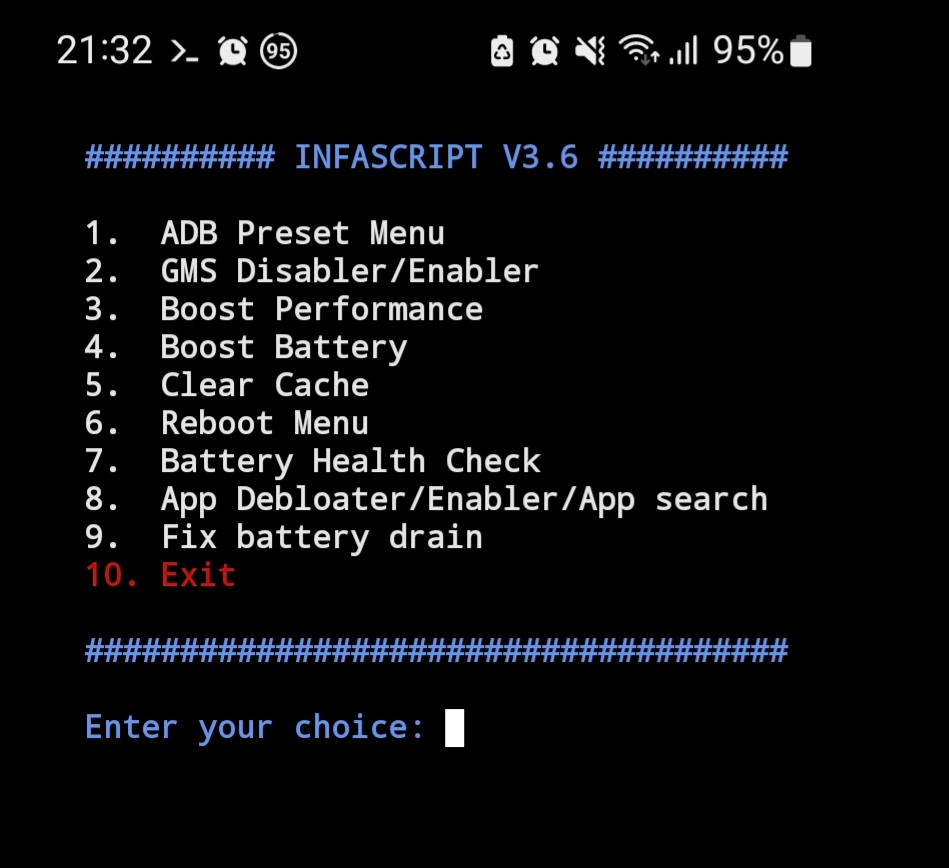 21:32 >_ 95 95%
########## INFASCRIPT V3.6 ##########
1. ADB Preset Menu
2. GMS Disabler/Enabler
3. Boost Performance
4. Boost Battery
5. Clear Cache
6. Reboot Menu
7. Battery Health Check
8. App Debloater/Enabler/App search
9. Fix battery drain
10. Exit
#####################################
Enter your choice: